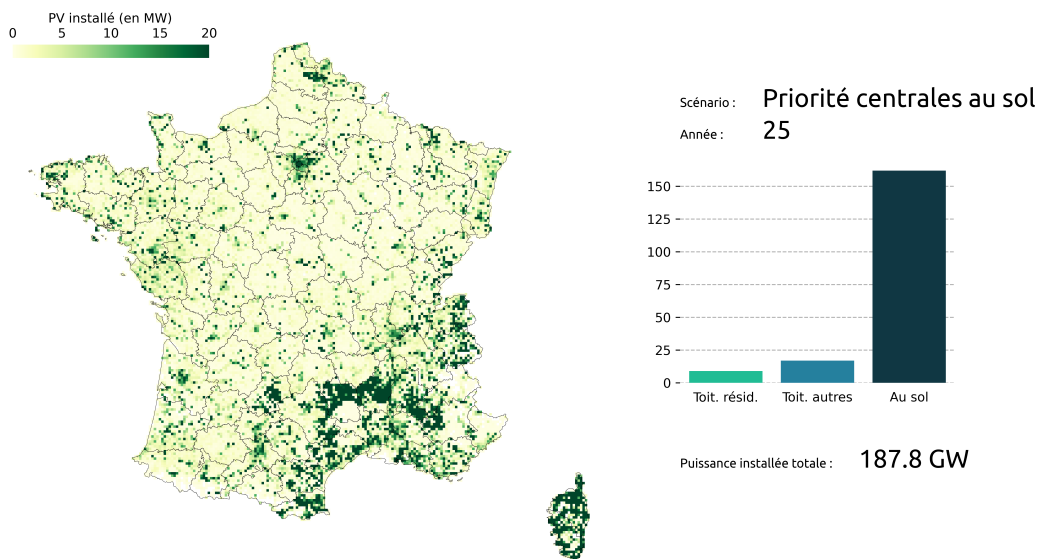 PV installé (en MW)
0 5 10 15 20
Scénario : Priorité centrales au sol
Année : 25
150
125
100
75
50
25
0
Toit. résid. Toit. autres Au sol
Puissance installée totale : 187.8 GW